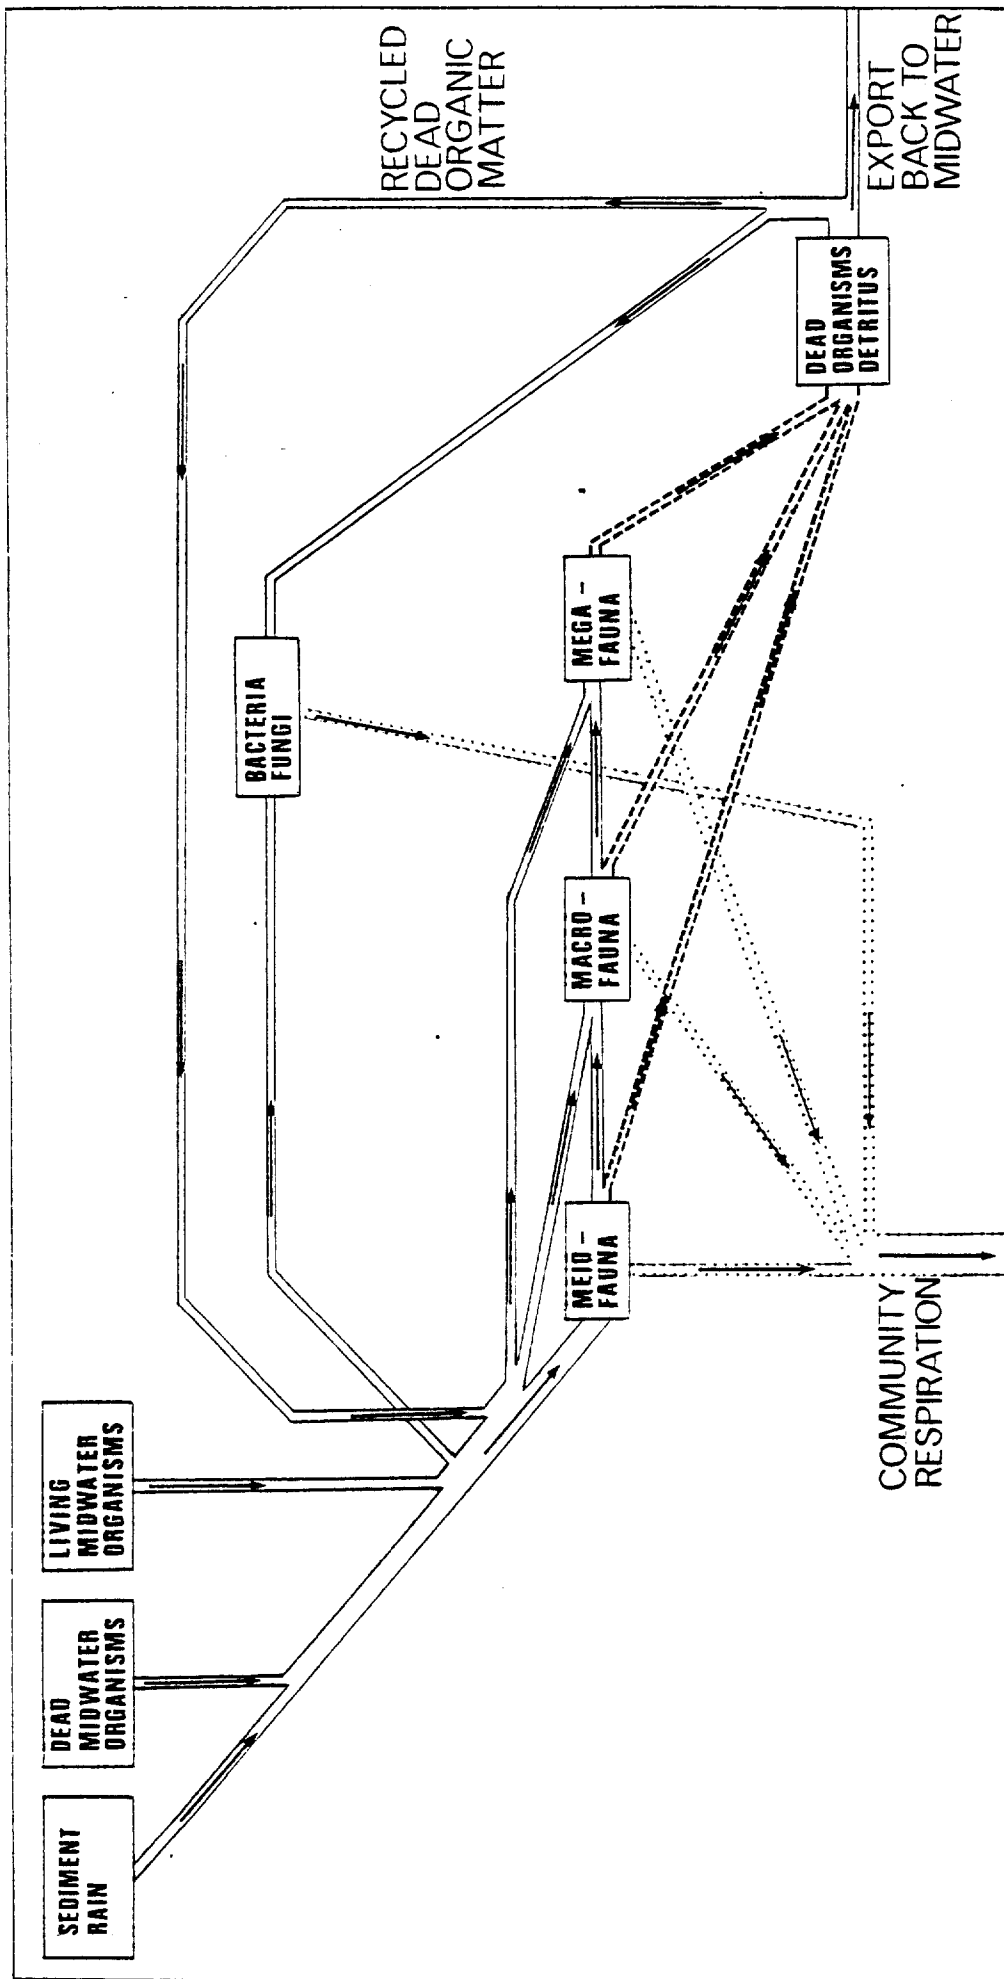 SEDIMENT
RAIN
DEAD
MIDWATER
ORGANISMS
LIVING
MIDWATER
ORGANISMS
BACTERIA
FUNGI
RECYCLED
DEAD
ORGANIC
MATTER
MEIO–
FAUNA
MACRO–
FAUNA
MEGA–
FAUNA
DEAD
ORGANISMS
DETRITUS
COMMUNITY
RESPIRATION
EXPORT
BACK TO
MIDWATER